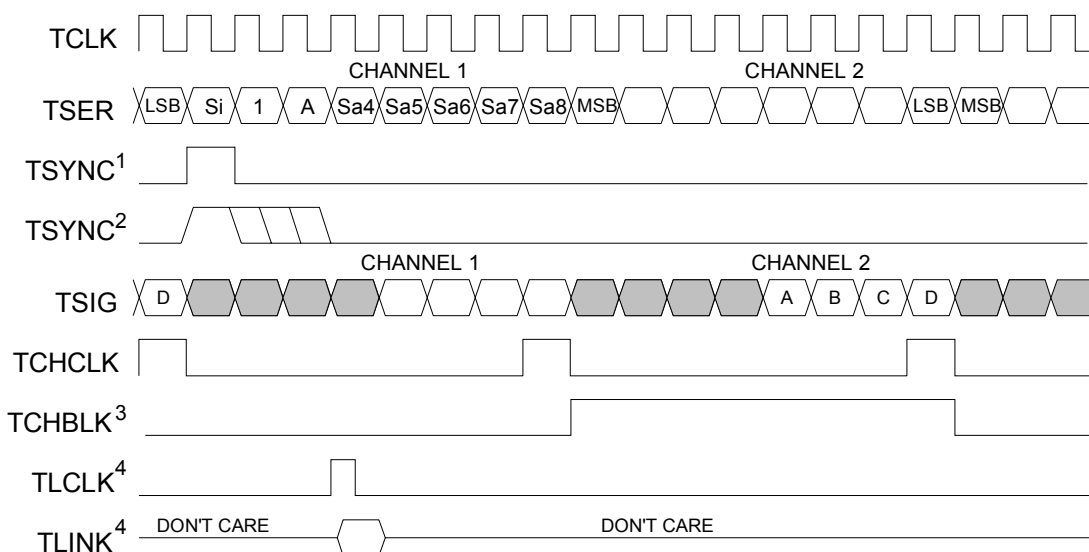 TCLK
CHANNEL 1 CHANNEL 2
TSER LSB Si 1 A Sa4 Sa5 Sa6 Sa7 Sa8 MSB LSB MSB
TSYNC1
TSYNC2
CHANNEL 1 CHANNEL 2
TSIG D A B C D
TCHCLK
TCHBLK3
TLCLK4
TLINK4 DON'T CARE DON'T CARE